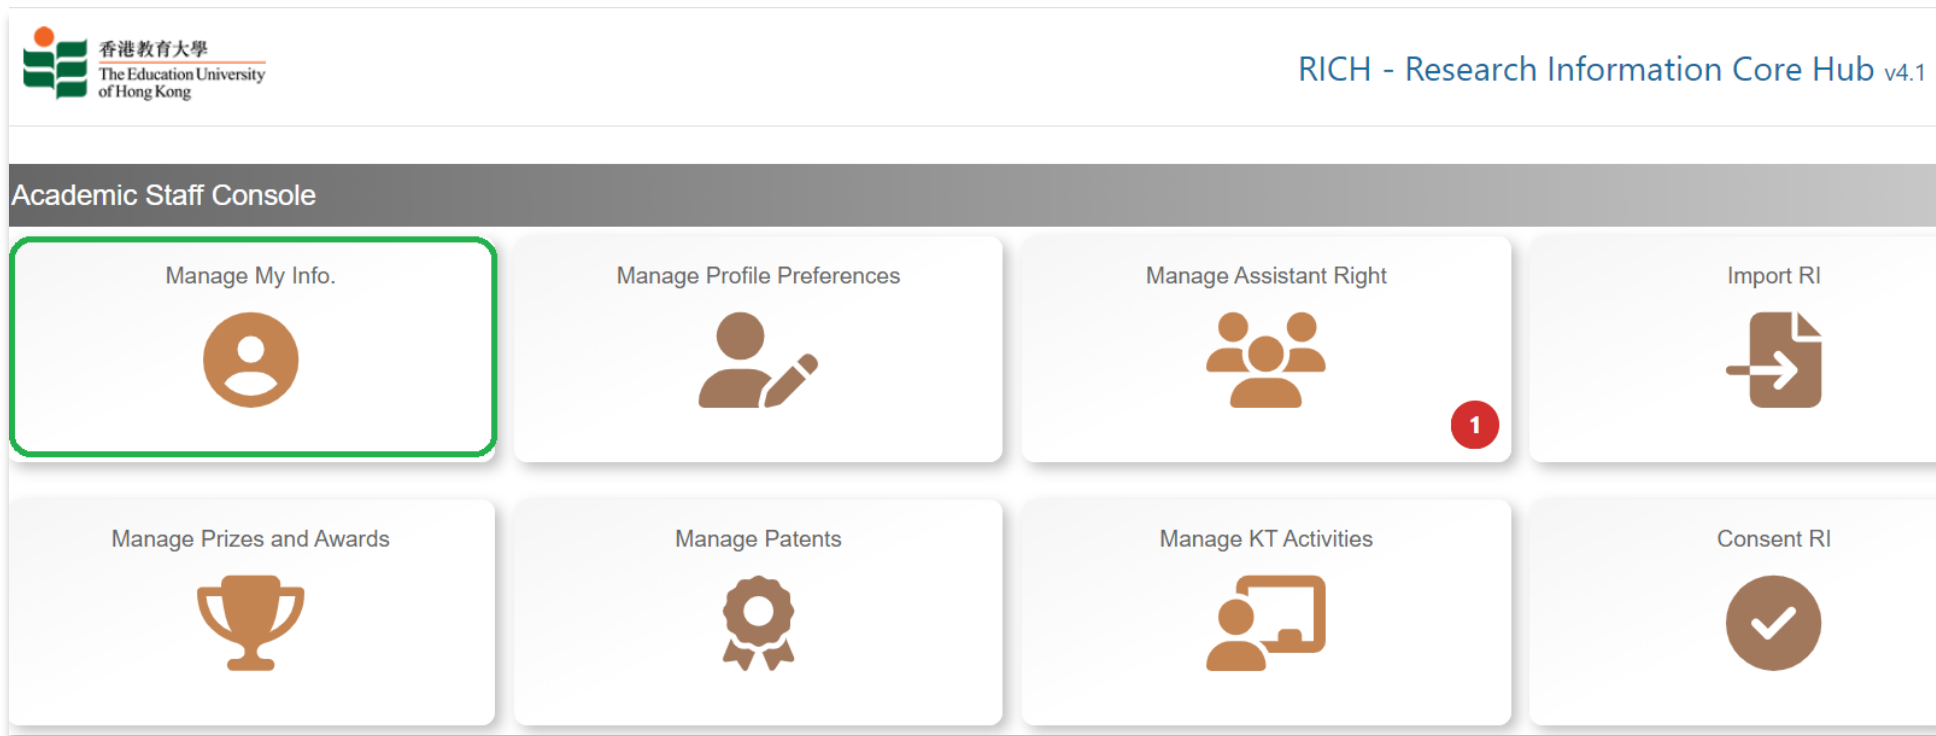 香港教育大學
The Education University
of Hong Kong
RICH - Research Information Core Hub v4.1
Academic Staff Console
Manage My Info.
Manage Profile Preferences
Manage Assistant Right
1
Import RI
Manage Prizes and Awards
Manage Patents
Manage KT Activities
Consent RI